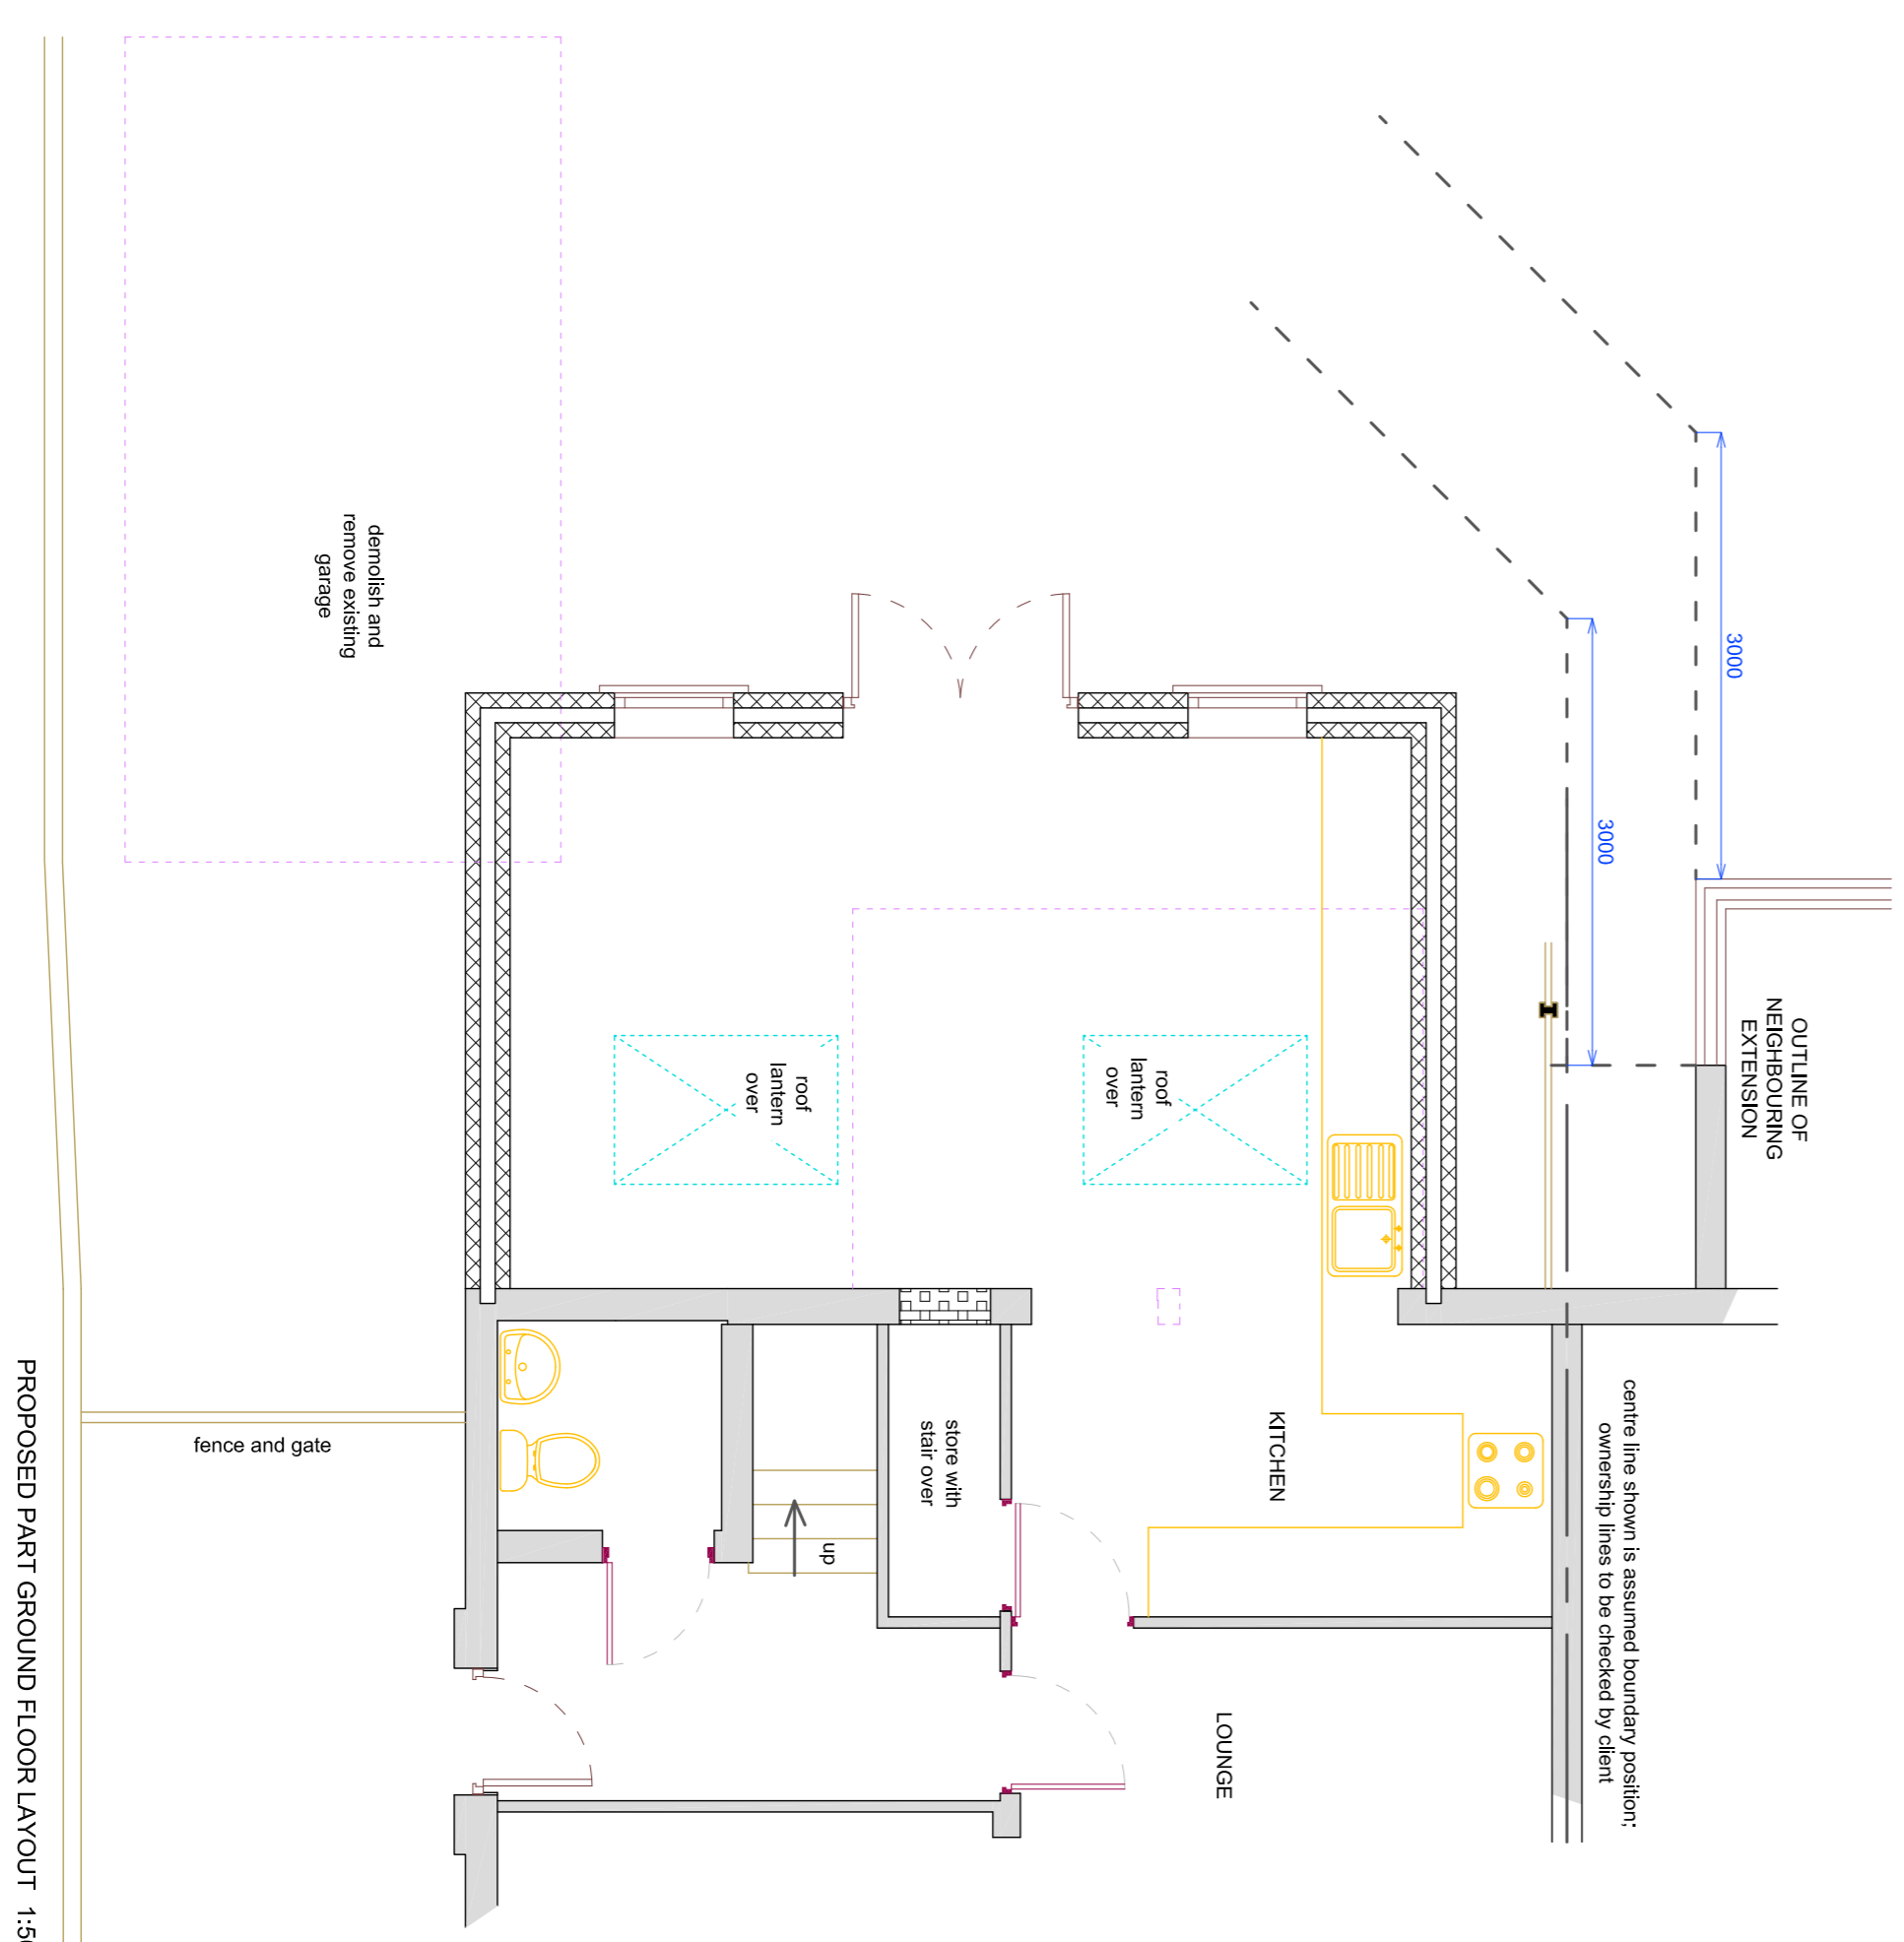 OUTLINE OF
NEIGHBOURING
EXTENSION
3000
3000
centre line shown is assumed boundary position;
ownership lines to be checked by client
KITCHEN
LOUNGE
roof
lantern
over
roof
lantern
over
store with
stair over
up
demolish and
remove existing
garage
fence and gate
PROPOSED PART GROUND FLOOR LAYOUT